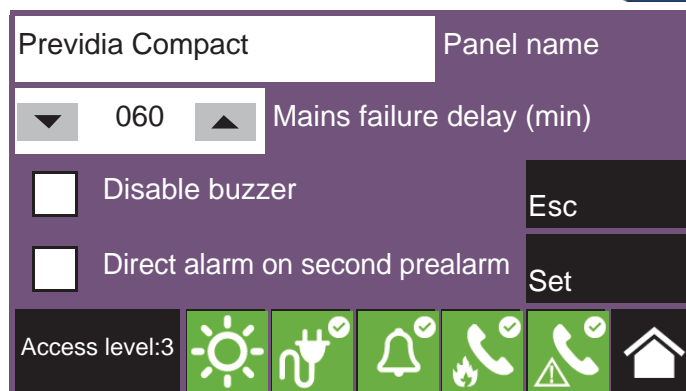 Previdia Compact Panel name
060 Mains failure delay (min)
Disable buzzer
Esc
Direct alarm on second prealarm
Set
Access level:3